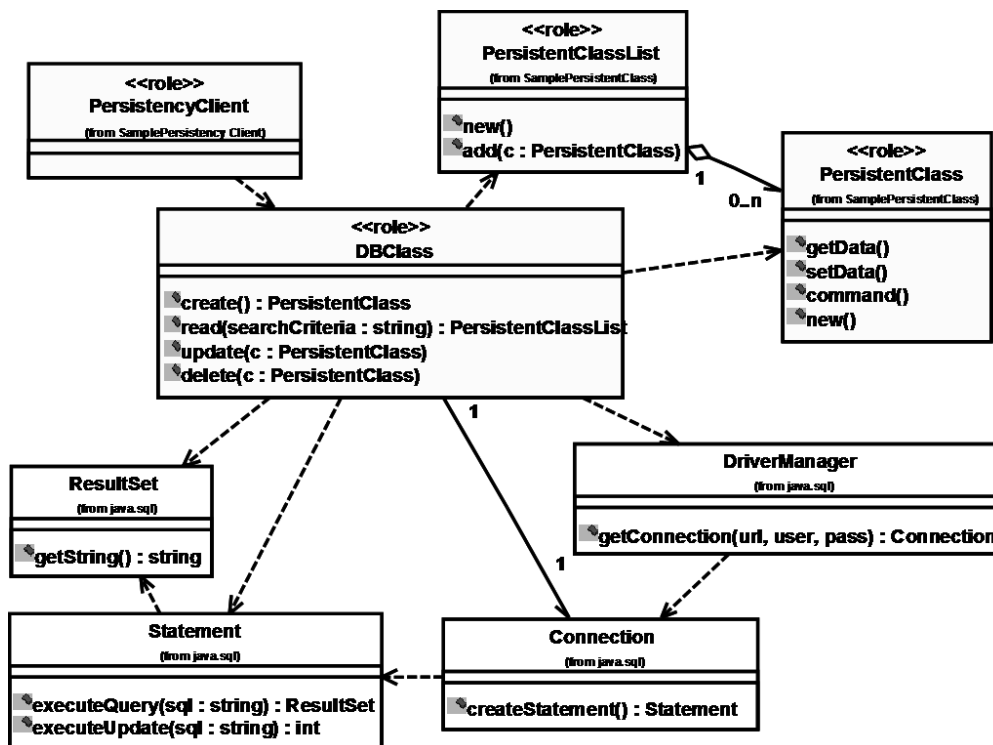 <<role>>
PersistentClassList
(from SamplePersistentClass)
new()
add(c : PersistentClass)
<<role>>
PersistencyClient
(from SamplePersistency Client)
1
0..n
<<role>>
PersistentClass
(from SamplePersistentClass)
getData()
setData()
command()
new()
<<role>>
DBClass
create() : PersistentClass
read(searchCriteria : string) : PersistentClassList
update(c : PersistentClass)
delete(c : PersistentClass)
1
1
ResultSet
(from java.sql)
getString() : string
DriverManager
(from java.sql)
getConnection(url, user, pass) : Connection
Statement
(from java.sql)
executeQuery(sql : string) : ResultSet
executeUpdate(sql : string) : int
Connection
(from java.sql)
createStatement() : Statement